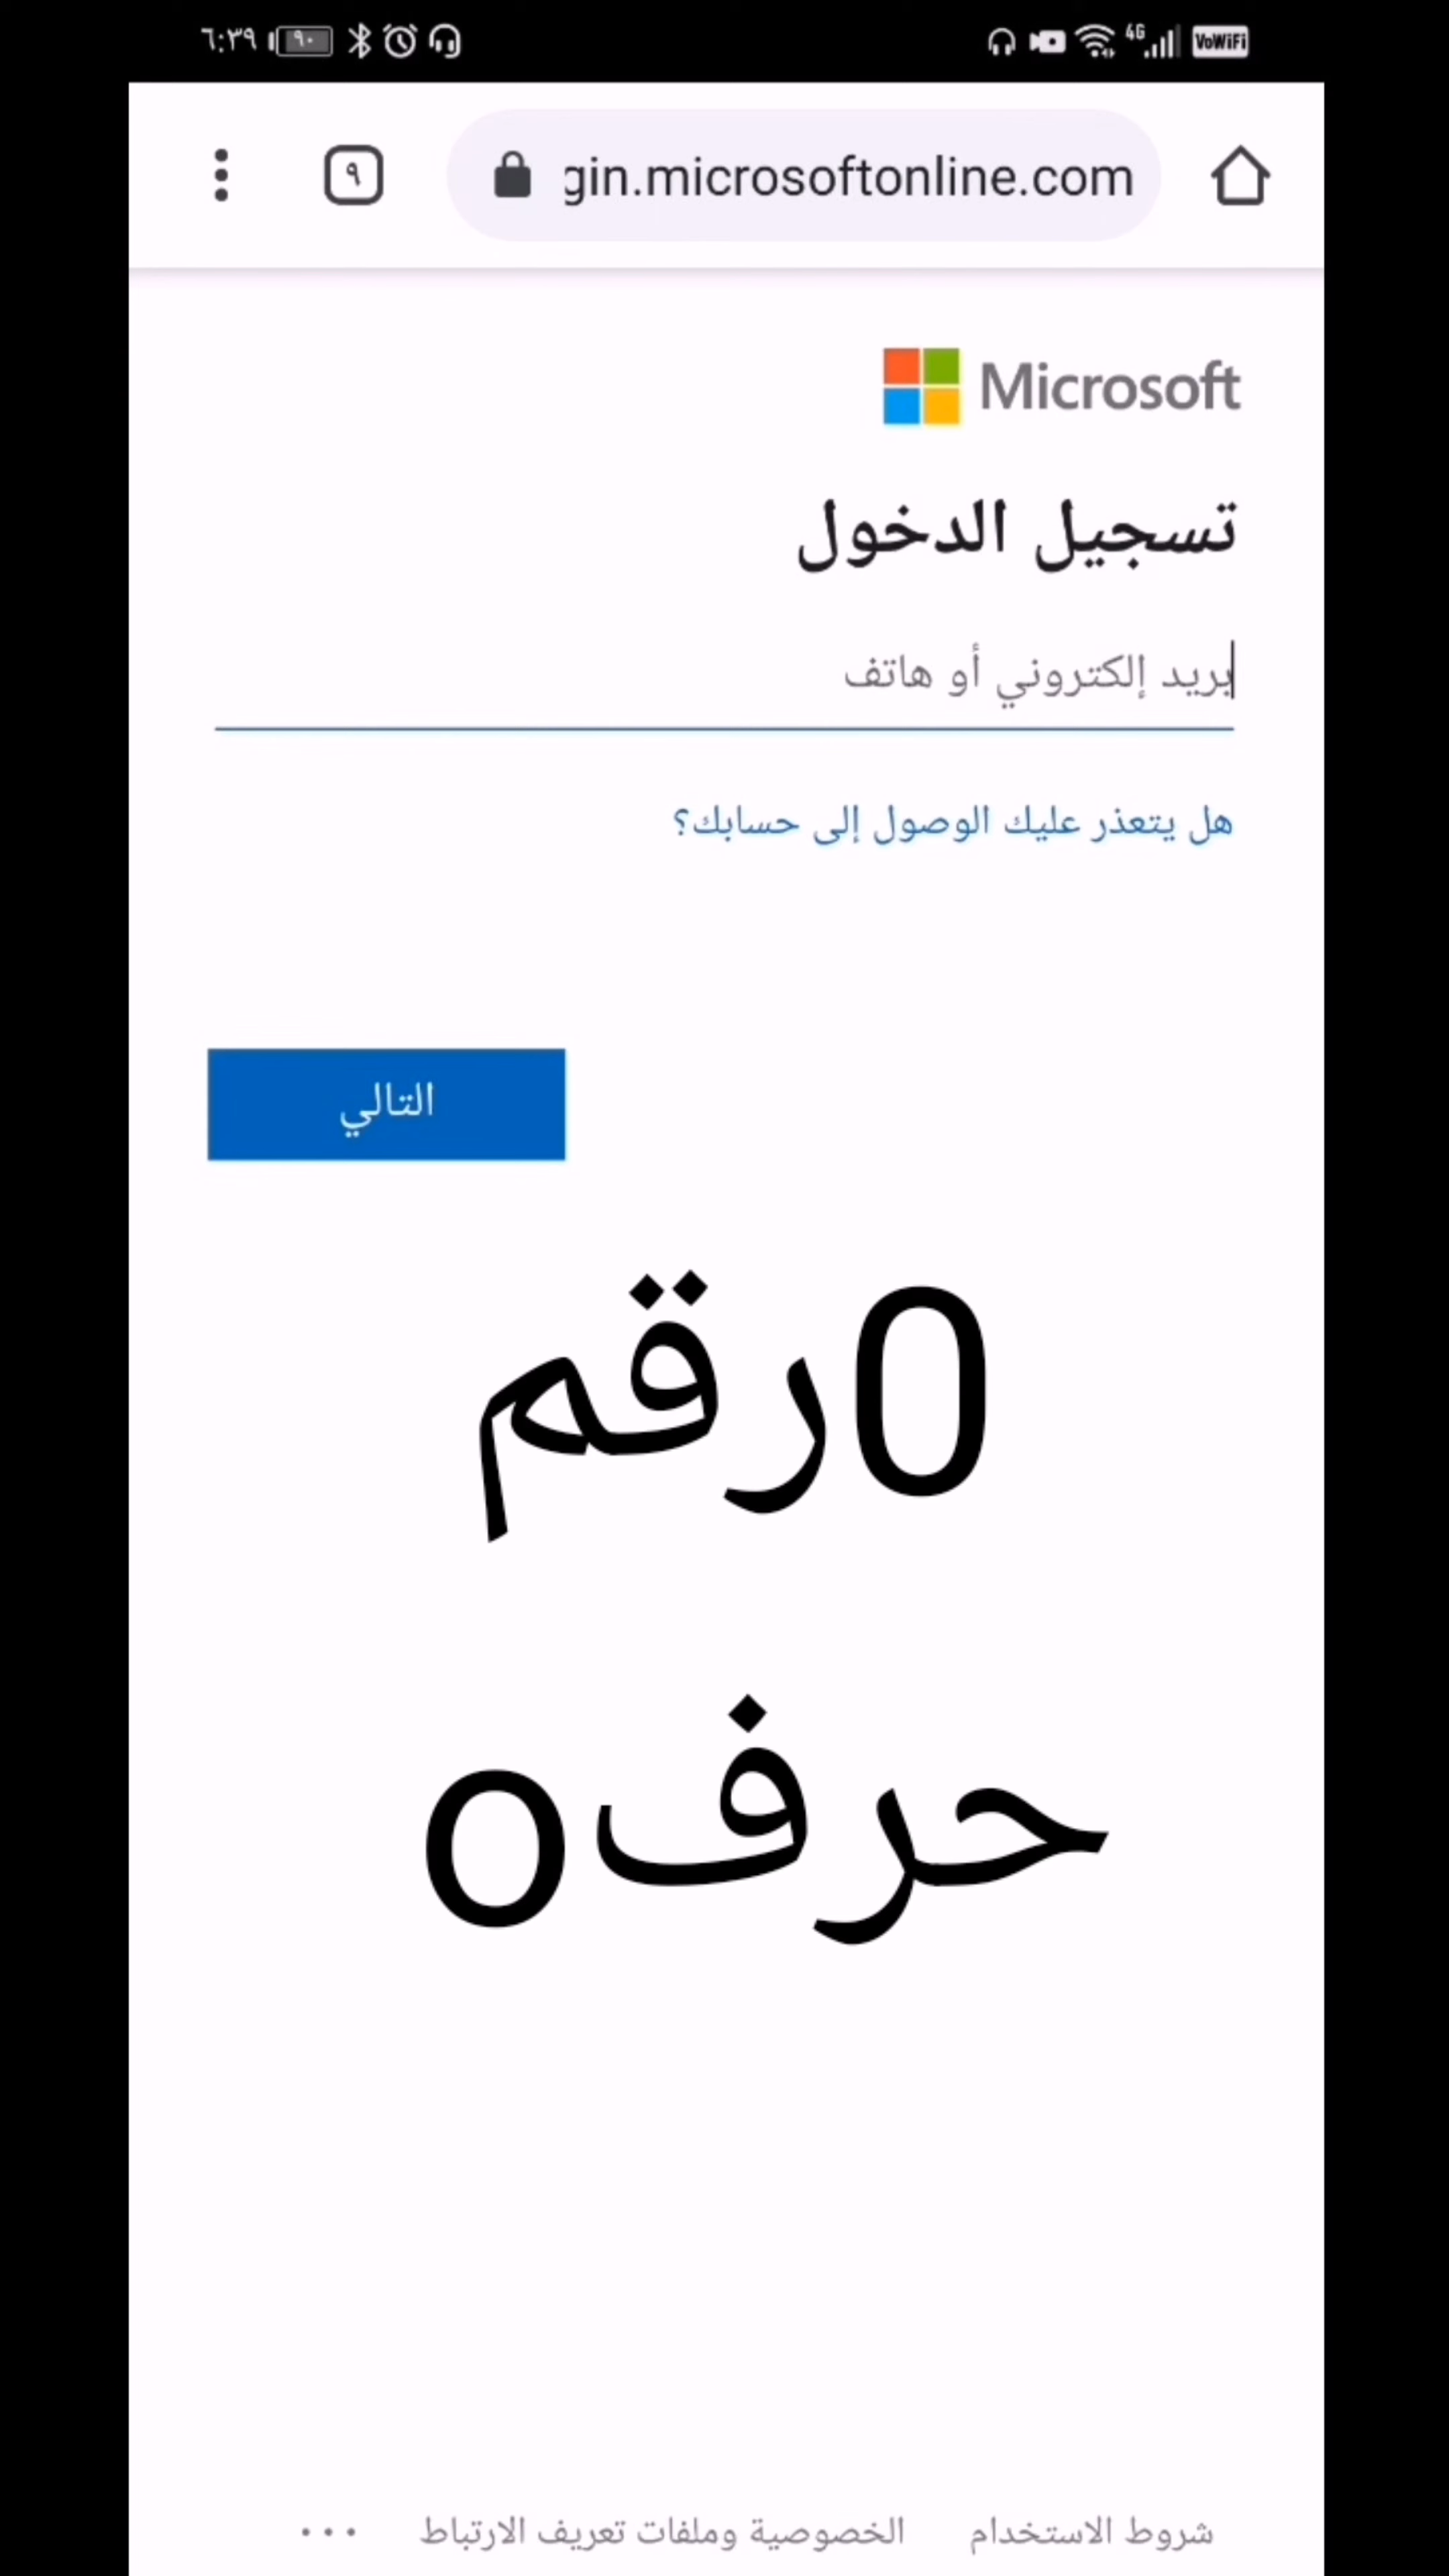 ٦:٣٩ ٩٠ 4G VoWiFi
٩ gin.microsoftonline.com
Microsoft
تسجيل الدخول
بريد إلكتروني أو هاتف
هل يتعذر عليك الوصول إلى حسابك؟
التالي
0رقم
حرفo
شروط الاستخدام الخصوصية وملفات تعريف الارتباط ...